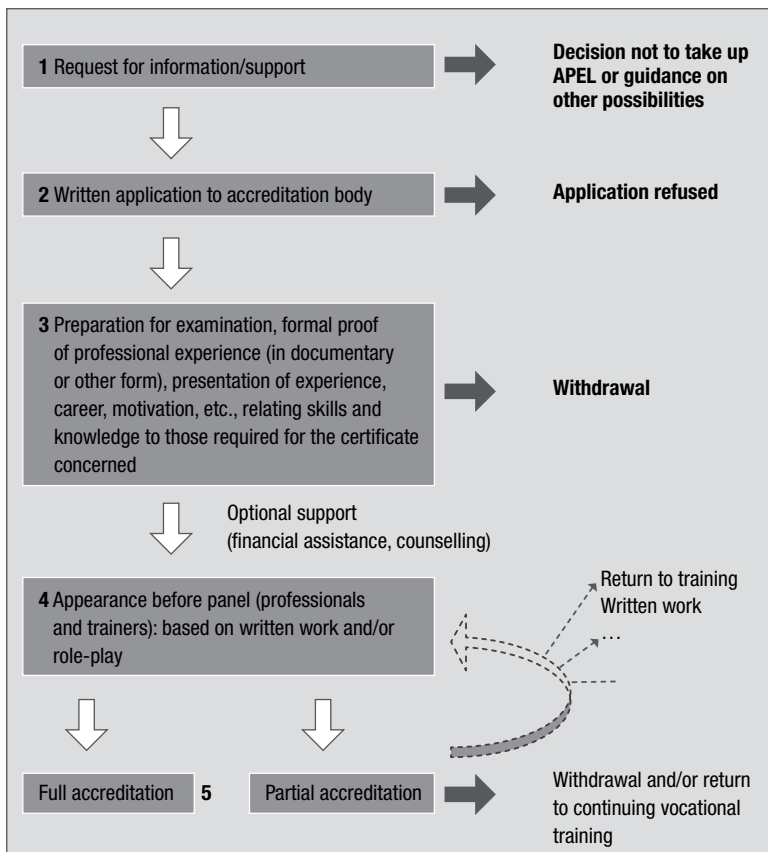 1 Request for information/support
Decision not to take up
APEL or guidance on
other possibilities
2 Written application to accreditation body
Application refused
3 Preparation for examination, formal proof
of professional experience (in documentary
or other form), presentation of experience,
career, motivation, etc., relating skills and
knowledge to those required for the certificate
concerned
Withdrawal
Optional support
(financial assistance, counselling)
4 Appearance before panel (professionals
and trainers): based on written work and/or
role-play
Return to training
Written work
...
Full accreditation
5
Partial accreditation
Withdrawal and/or return
to continuing vocational
training